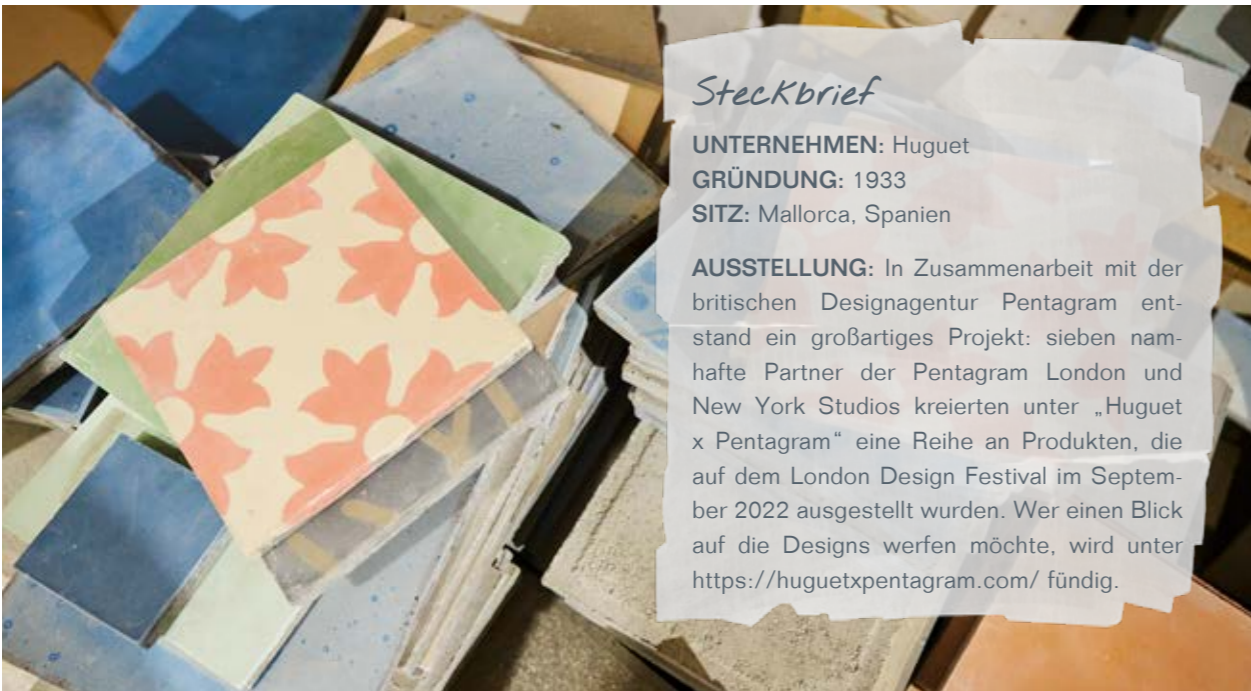 Steckbrief
UNTERNEHMEN: Huguet
GRÜNDUNG: 1933
SITZ: Mallorca, Spanien
AUSSTELLUNG: In Zusammenarbeit mit der
britischen Designagentur Pentagram ent-
stand ein großartiges Projekt: sieben nam-
hafte Partner der Pentagram London und
New York Studios kreierten unter „Huguet
x Pentagram“ eine Reihe an Produkten, die
auf dem London Design Festival im Septem-
ber 2022 ausgestellt wurden. Wer einen Blick
auf die Designs werfen möchte, wird unter
https://huguetxpentagram.com/ fündig.